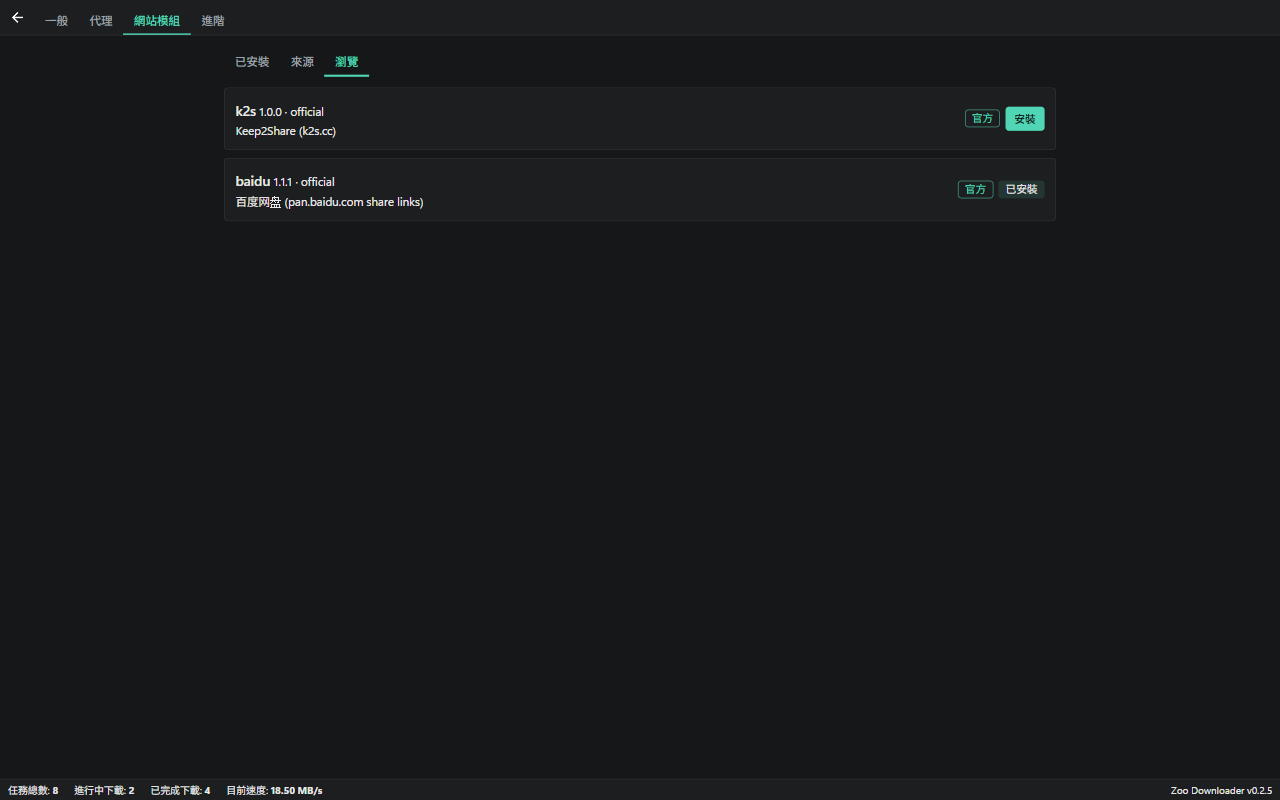 一般 代理 網站模組 進階
已安裝 來源 瀏覽
k2s 1.0.0 · official
Keep2Share (k2s.cc)
官方 安裝
baidu 1.1.1 · official
百度网盘 (pan.baidu.com share links)
官方 已安裝
任務總數: 8 進行中下載: 2 已完成下載: 4 目前速度: 18.50 MB/s
Zoo Downloader v0.2.5